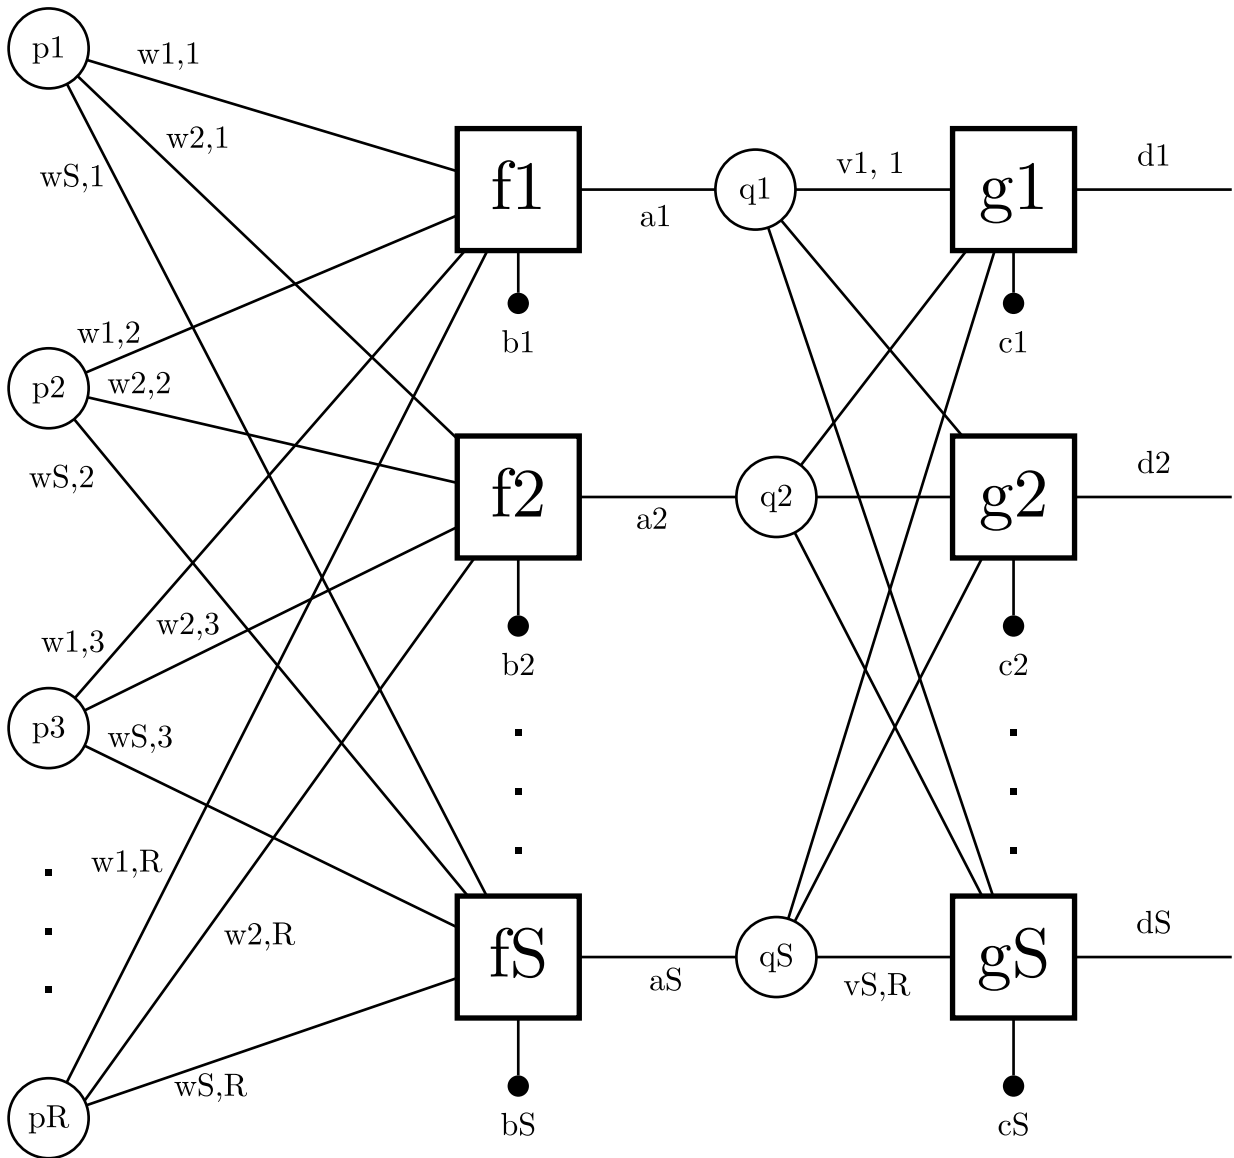 p1
w1,1
w2,1
wS,1
f1
a1
q1
v1, 1
g1
d1
b1
c1
w1,2
p2
w2,2
wS,2
f2
a2
q2
g2
d2
b2
c2
w1,3
w2,3
p3
wS,3
.
.
.
.
.
.
.
.
.
w1,R
w2,R
fS
aS
qS
vS,R
gS
dS
wS,R
pR
bS
cS